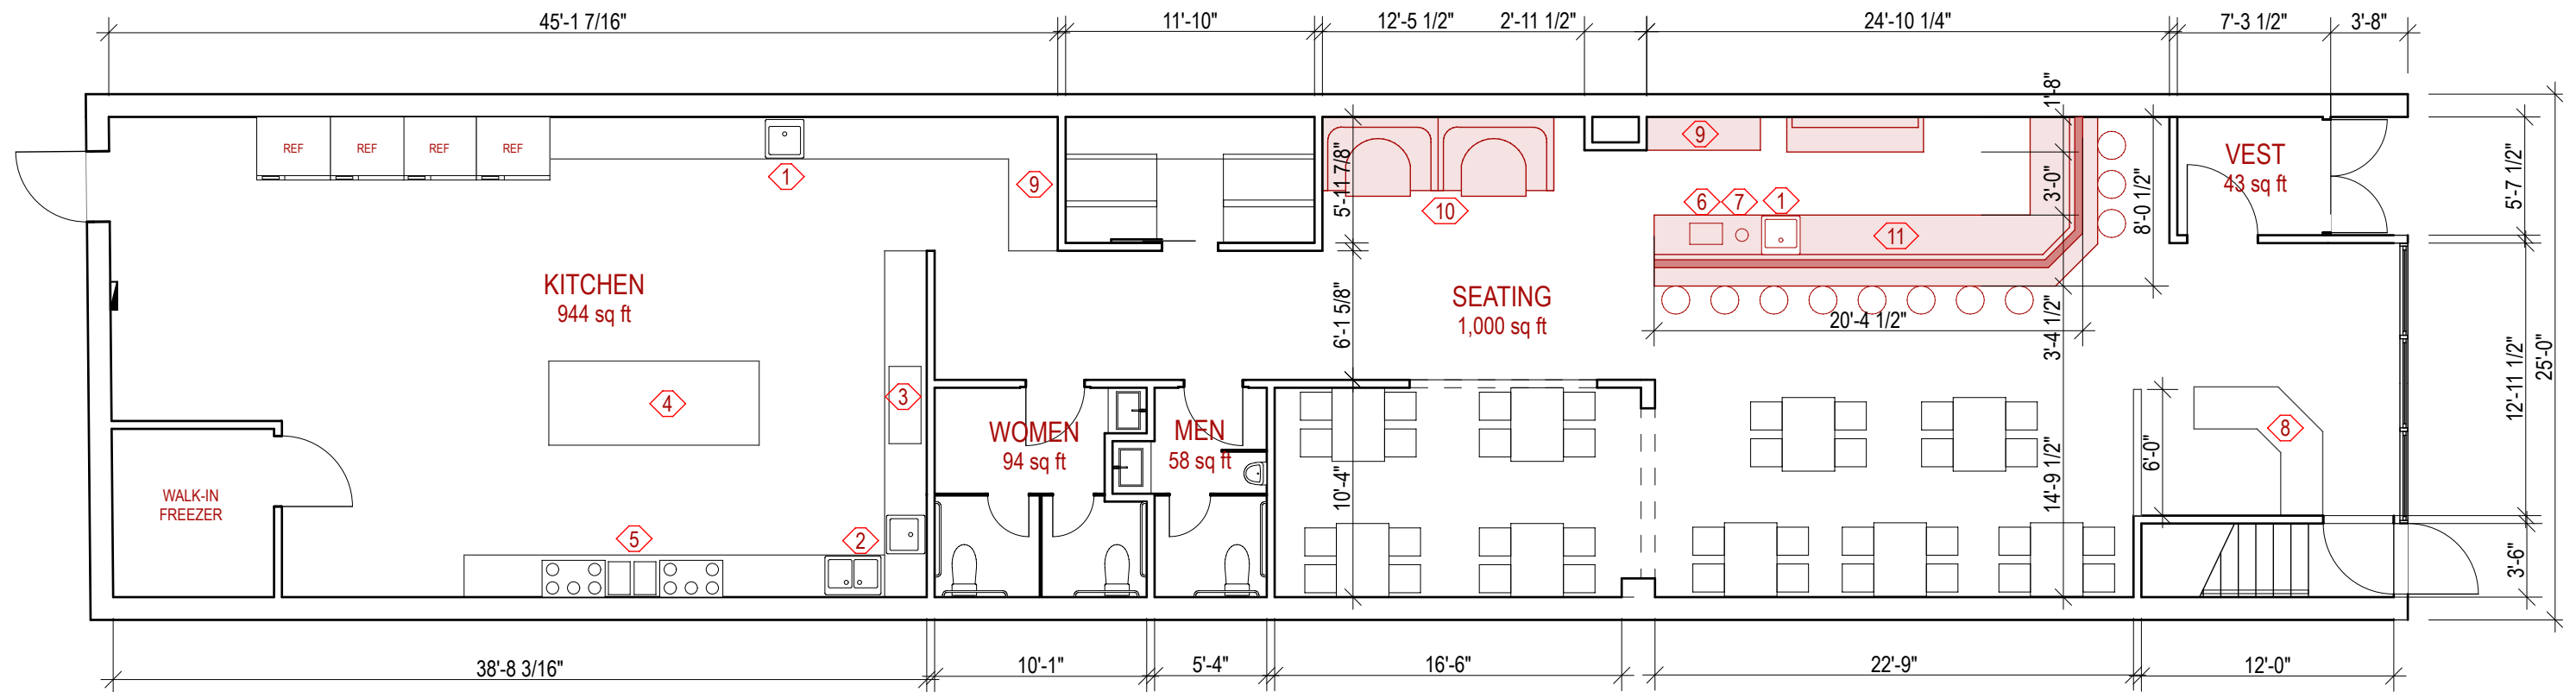 45'-1 7/16"
11'-10"
12'-5 1/2"
2'-11 1/2"
24'-10 1/4"
7'-3 1/2"
3'-8"
REF
REF
REF
REF
1
9
5'-11 7/8"
10
9
1'-8"
3'-0"
8'-0 1/2"
VEST
43 sq ft
5'-7 1/2"
6
7
1
11
KITCHEN
944 sq ft
SEATING
1,000 sq ft
6'-1 5/8"
20'-4 1/2"
3'-4 1/2"
12'-11 1/2"
25'-0"
4
3
WOMEN
94 sq ft
MEN
58 sq ft
8
6'-0"
10'-4"
14'-9 1/2"
WALK-IN
FREEZER
5
2
3'-6"
38'-8 3/16"
10'-1"
5'-4"
16'-6"
22'-9"
12'-0"